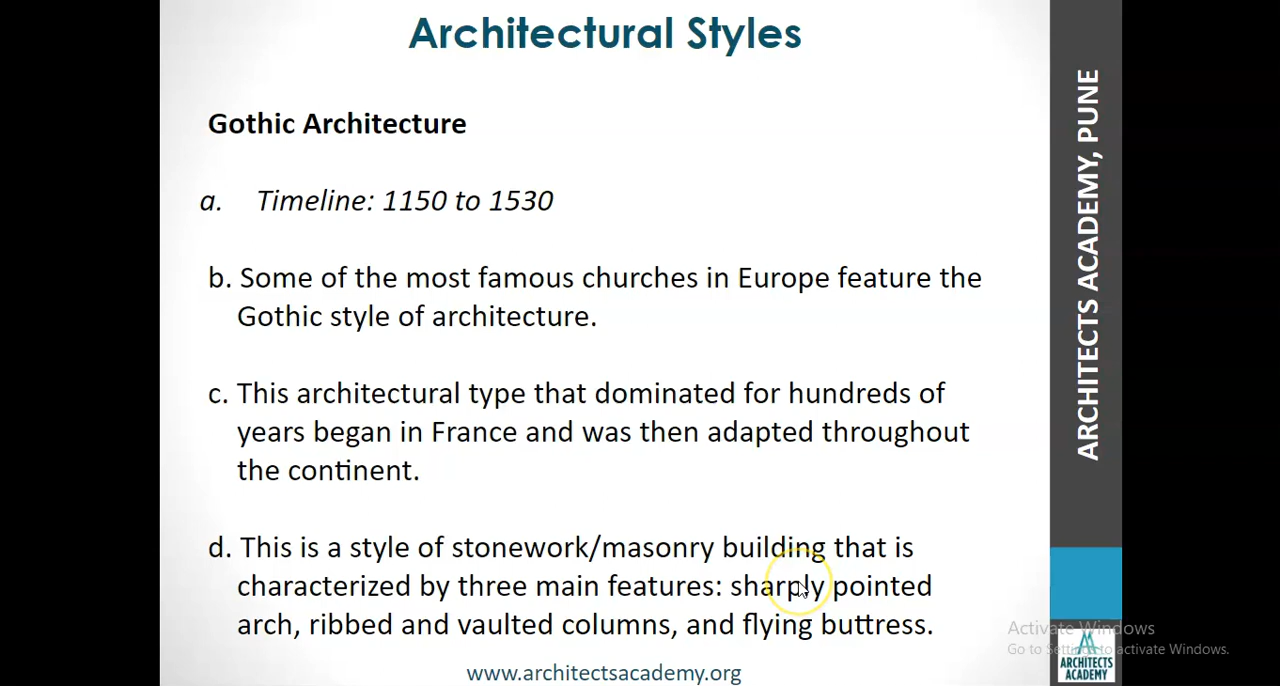 Architectural Styles
Gothic Architecture
a. Timeline: 1150 to 1530
b. Some of the most famous churches in Europe feature the
Gothic style of architecture.
c. This architectural type that dominated for hundreds of
years began in France and was then adapted throughout
the continent.
d. This is a style of stonework/masonry building that is
characterized by three main features: sharply pointed
arch, ribbed and vaulted columns, and flying buttress.
www.architectsacademy.org
ARCHITECTS ACADEMY, PUNE
Activate Windows
Go to Settings to activate Windows.
ARCHITECTS
ACADEMY